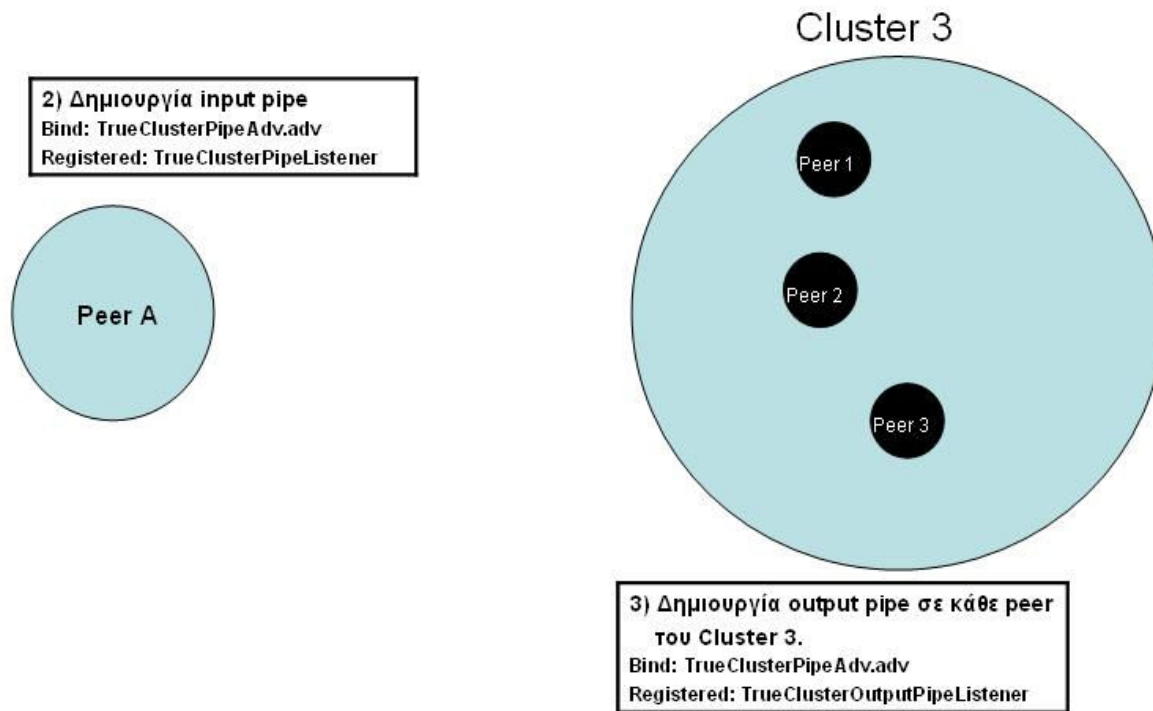 Cluster 3
2) Δημιουργία input pipe
Bind: TrueClusterPipeAdv.adv
Registered: TrueClusterPipeListener
Peer A
Peer 1
Peer 2
Peer 3
3) Δημιουργία output pipe σε κάθε peer
του Cluster 3.
Bind: TrueClusterPipeAdv.adv
Registered: TrueClusterOutputPipeListener